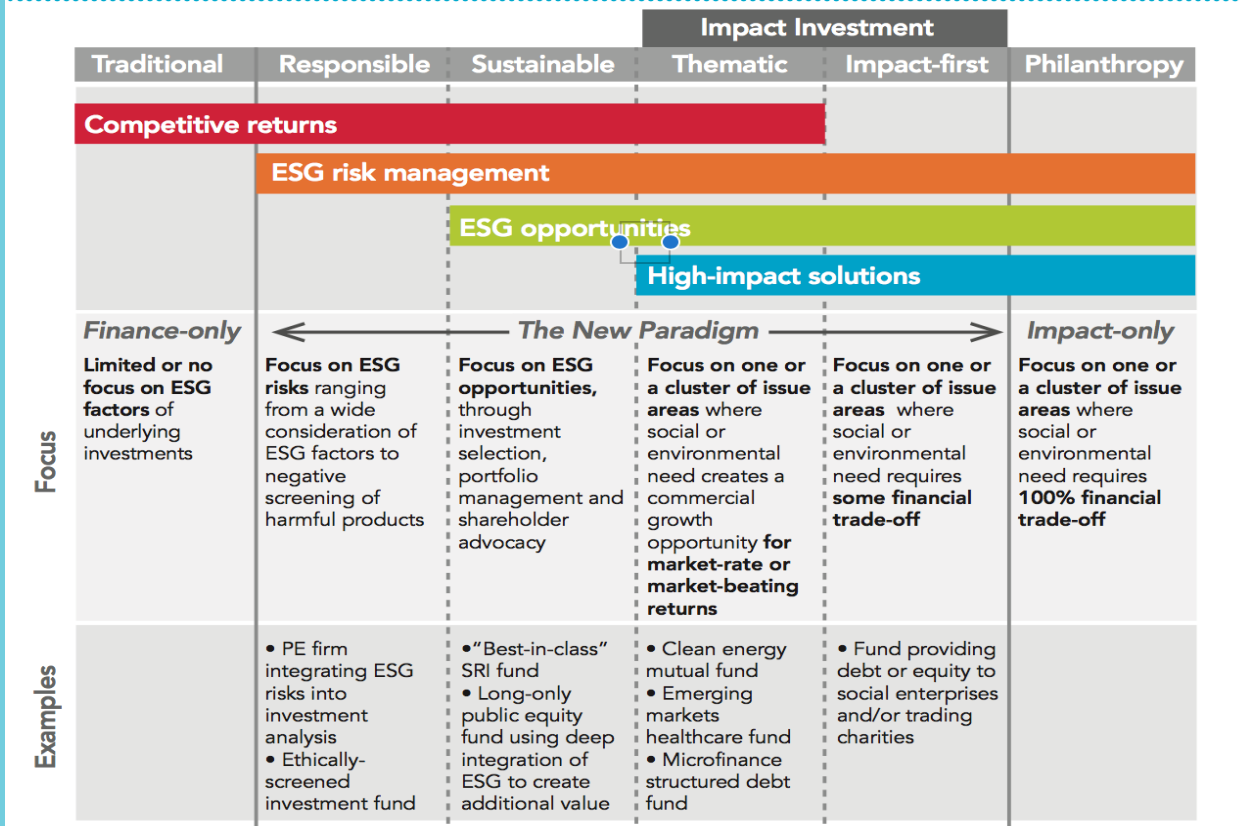 Impact Investment
Traditional
Responsible
Sustainable
Thematic
Impact-first
Philanthropy
Competitive returns
ESG risk management
ESG opportunities
High-impact solutions
Finance-only
The New Paradigm
Impact-only
Focus
Limited or no
focus on ESG
factors of
underlying
investments
Focus on ESG
risks ranging
from a wide
consideration of
ESG factors to
negative
screening of
harmful products
Focus on ESG
opportunities,
through
investment
selection,
portfolio
management and
shareholder
advocacy
Focus on one or
a cluster of issue
areas where
social or
environmental
need creates a
commercial
growth
opportunity for
market-rate or
market-beating
returns
Focus on one or
a cluster of issue
areas where
social or
environmental
need requires
some financial
trade-off
Focus on one or
a cluster of issue
areas where
social or
environmental
need requires
100% financial
trade-off
Examples
• PE firm
integrating ESG
risks into
investment
analysis
• Ethically-
screened
investment fund
•“Best-in-class”
SRI fund
• Long-only
public equity
fund using deep
integration of
ESG to create
additional value
• Clean energy
mutual fund
• Emerging
markets
healthcare fund
• Microfinance
structured debt
fund
• Fund providing
debt or equity to
social enterprises
and/or trading
charities